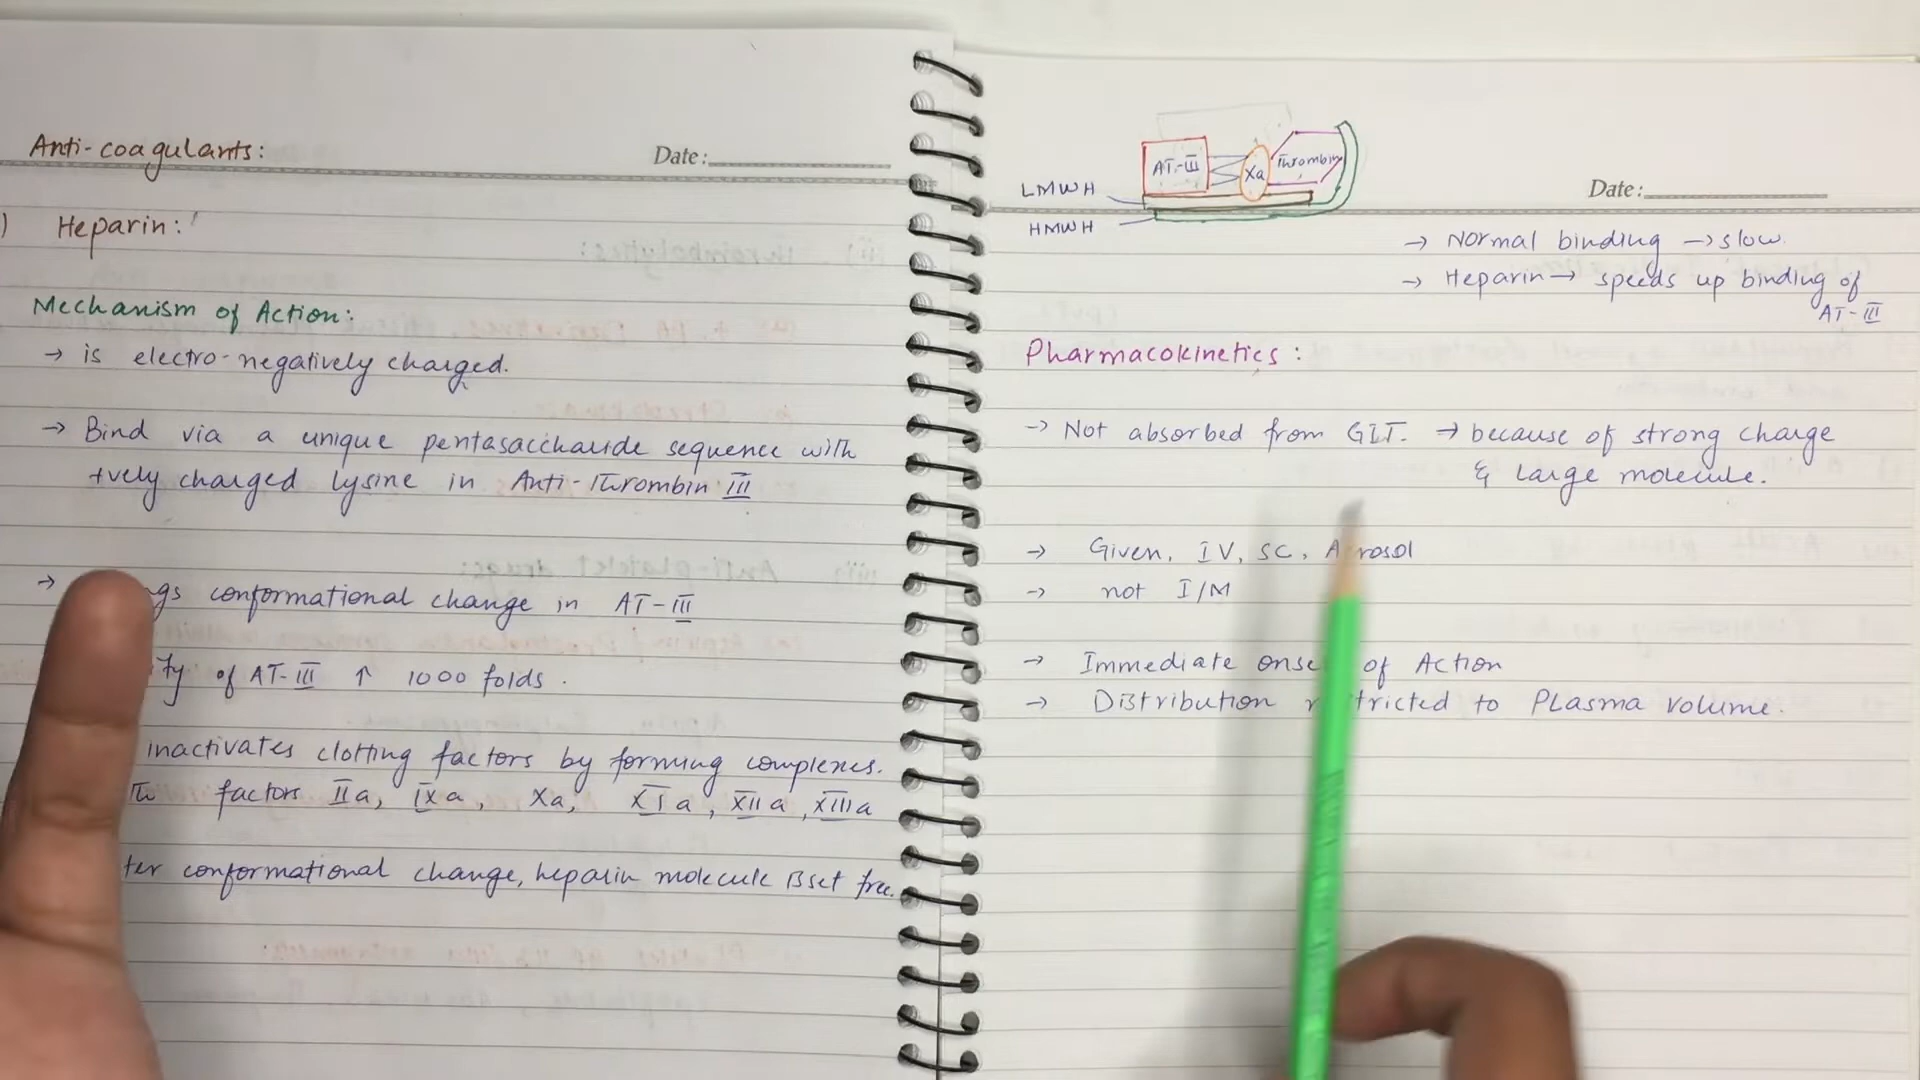 Anti-coagulants:
Date:
) Heparin:
Mechanism of Action:
→ is electro-negatively charged.
→ Bind via a unique pentasaccharide sequence with
+vely charged lysine in Anti-Thrombin III
→ conformational change in AT-III
of AT-III ↑ 1000 folds.
inactivates clotting factors by forming complexes.
factors IIa, IXa, Xa, XIa, XIIa, XIIIa
conformational change, heparin molecule is set free.
AT-III Xa Thrombin
LMWH
HMWH
Date:
→ Normal binding → slow.
→ Heparin → speeds up binding of
AT-III
Pharmacokinetics:
→ Not absorbed from GIT. → because of strong charge
& large molecule.
→ Given, IV, SC,
→ not I/M
→ Immediate of Action
→ Distribution to Plasma volume.